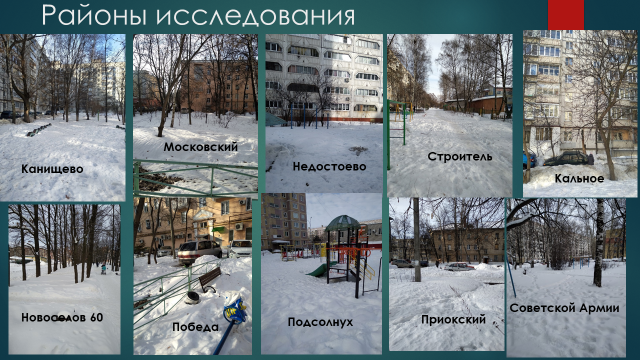 Районы исследования
Канищево
Московский
Недостоево
Строитель
Кальное
Новоселов 60
Победа
Подсолнух
Приокский
Советской Армии